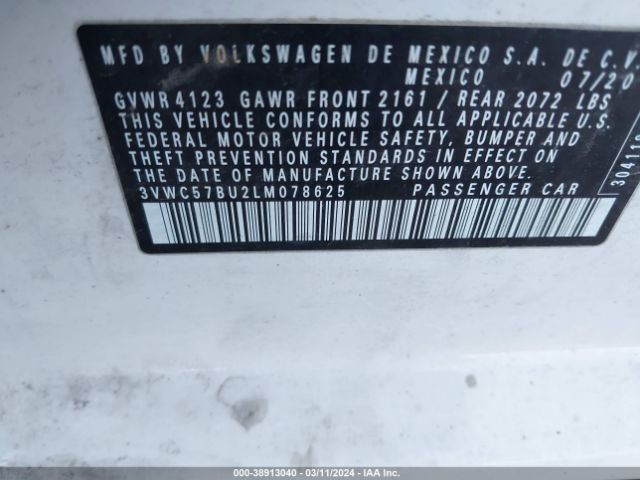 MFD BY VOLKSWAGEN DE MEXICO S.A. DE C.V.
MEXICO 07/20
GVWR 4123 GAWR FRONT 2161 / REAR 2072 LBS
THIS VEHICLE CONFORMS TO ALL APPLICABLE U.S.
FEDERAL MOTOR VEHICLE SAFETY, BUMPER AND
THEFT PREVENTION STANDARDS IN EFFECT ON
THE DATE OF MANUFACTURE SHOWN ABOVE.
3VWC57BU2LM078625 PASSENGER CAR
000-38913040 - 03/11/2024 - IAA Inc.